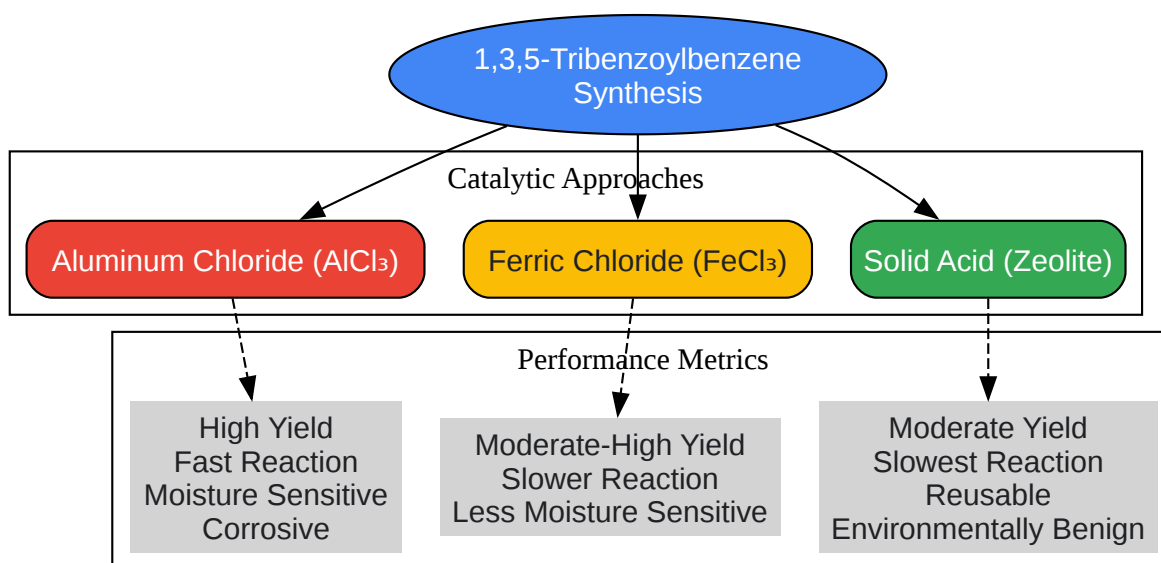 1,3,5-Tribenzoylbenzene
Synthesis
Catalytic Approaches
Aluminum Chloride (AlCl₃)
Ferric Chloride (FeCl₃)
Solid Acid (Zeolite)
Performance Metrics
High Yield
Fast Reaction
Moisture Sensitive
Corrosive
Moderate-High Yield
Slower Reaction
Less Moisture Sensitive
Moderate Yield
Slowest Reaction
Reusable
Environmentally Benign